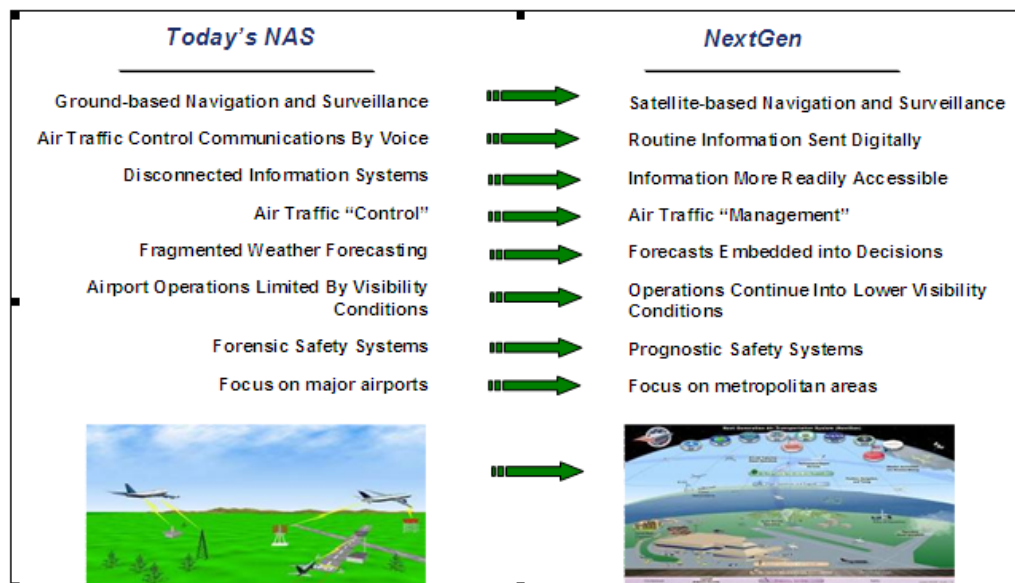 Today's NAS
NextGen
Ground-based Navigation and Surveillance
Satellite-based Navigation and Surveillance
Air Traffic Control Communications By Voice
Routine Information Sent Digitally
Disconnected Information Systems
Information More Readily Accessible
Air Traffic “Control”
Air Traffic “Management”
Fragmented Weather Forecasting
Forecasts Embedded into Decisions
Airport Operations Limited By Visibility
Conditions
Operations Continue Into Lower Visibility
Conditions
Forensic Safety Systems
Prognostic Safety Systems
Focus on major airports
Focus on metropolitan areas